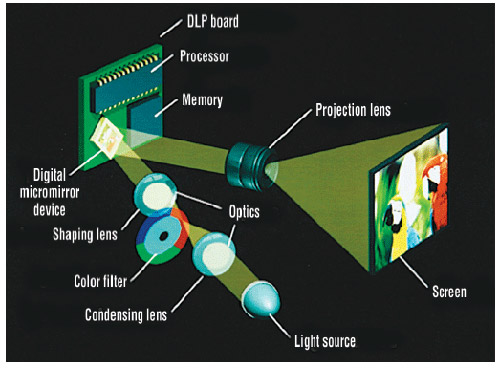 DLP board
Processor
Memory
Projection lens
Digital
micromirror
device
Shaping lens
Optics
Color filter
Condensing lens
Screen
Light source